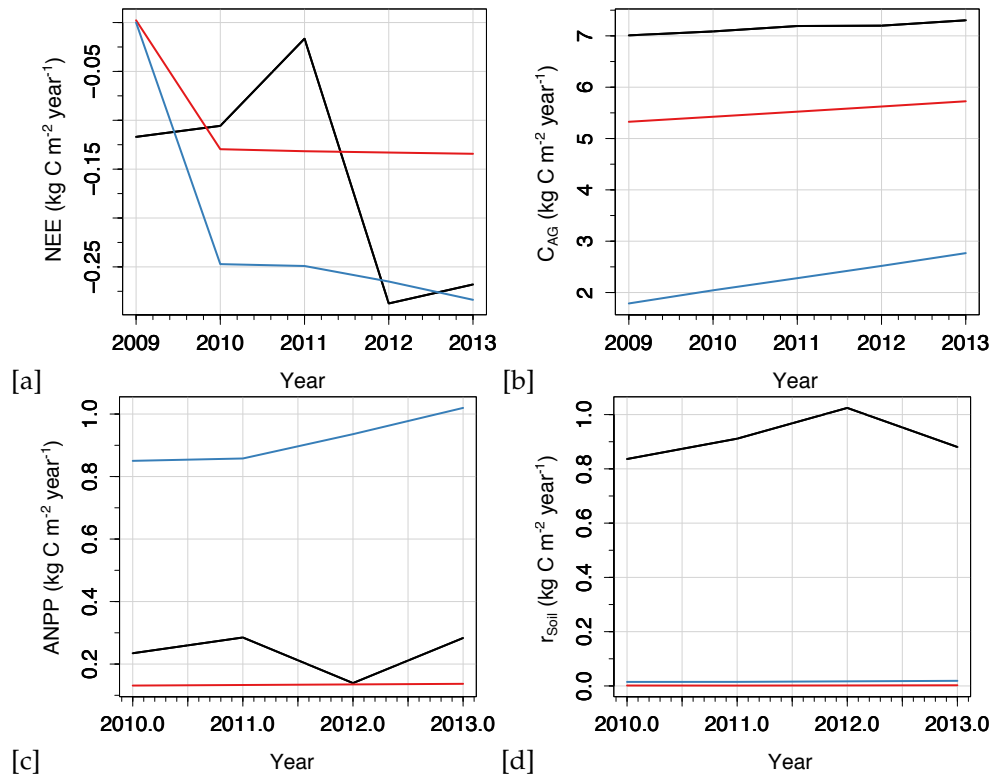 NEE (kg C m⁻² year⁻¹)
−0.05
−0.15
−0.25
2009 2010 2011 2012 2013
Year
[a]
C_AG (kg C m⁻² year⁻¹)
7
6
5
4
3
2
2009 2010 2011 2012 2013
Year
[b]
ANPP (kg C m⁻² year⁻¹)
1.0
0.8
0.6
0.4
0.2
2010.0 2011.0 2012.0 2013.0
Year
[c]
r_Soil (kg C m⁻² year⁻¹)
1.0
0.8
0.6
0.4
0.2
0.0
2010.0 2011.0 2012.0 2013.0
Year
[d]